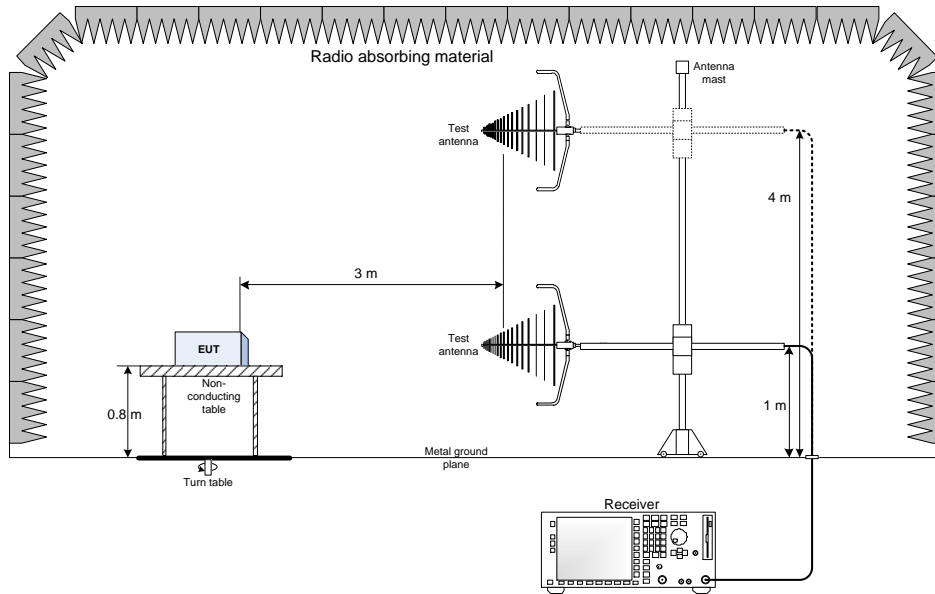 Radio absorbing material
Antenna
mast
Test
antenna
4 m
3 m
Test
antenna
EUT
Non-
conducting
table
0.8 m
1 m
Metal ground
plane
Turn table
Receiver